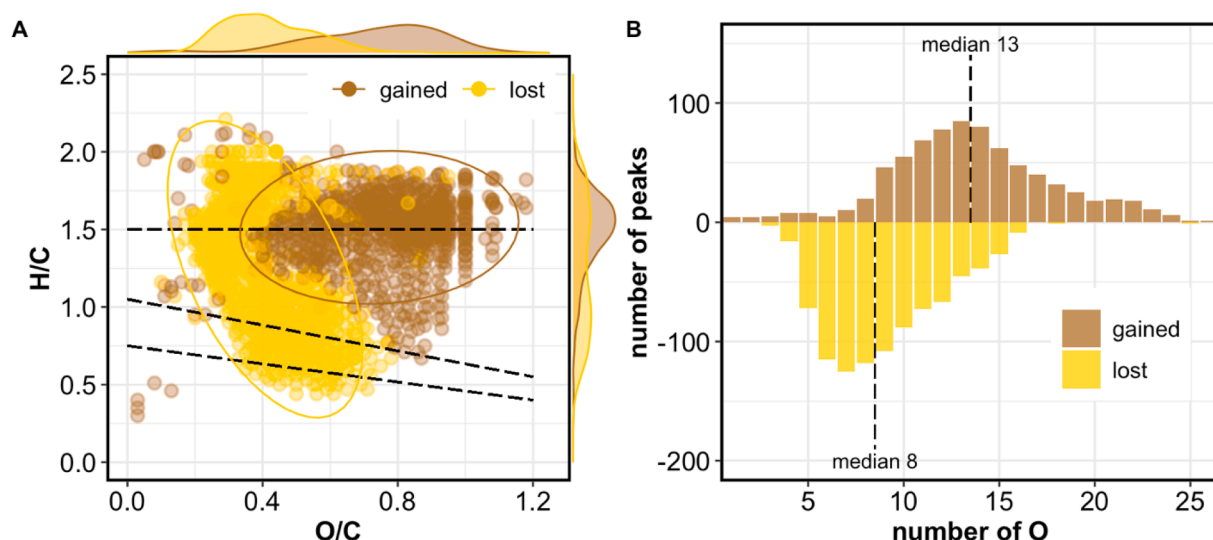 A
gained lost
H/C
2.5
2.0
1.5
1.0
0.5
0.0
0.0 0.4 0.8 1.2
O/C
B
median 13
number of peaks
100
0
-100
-200
gained
lost
median 8
5 10 15 20 25
number of O